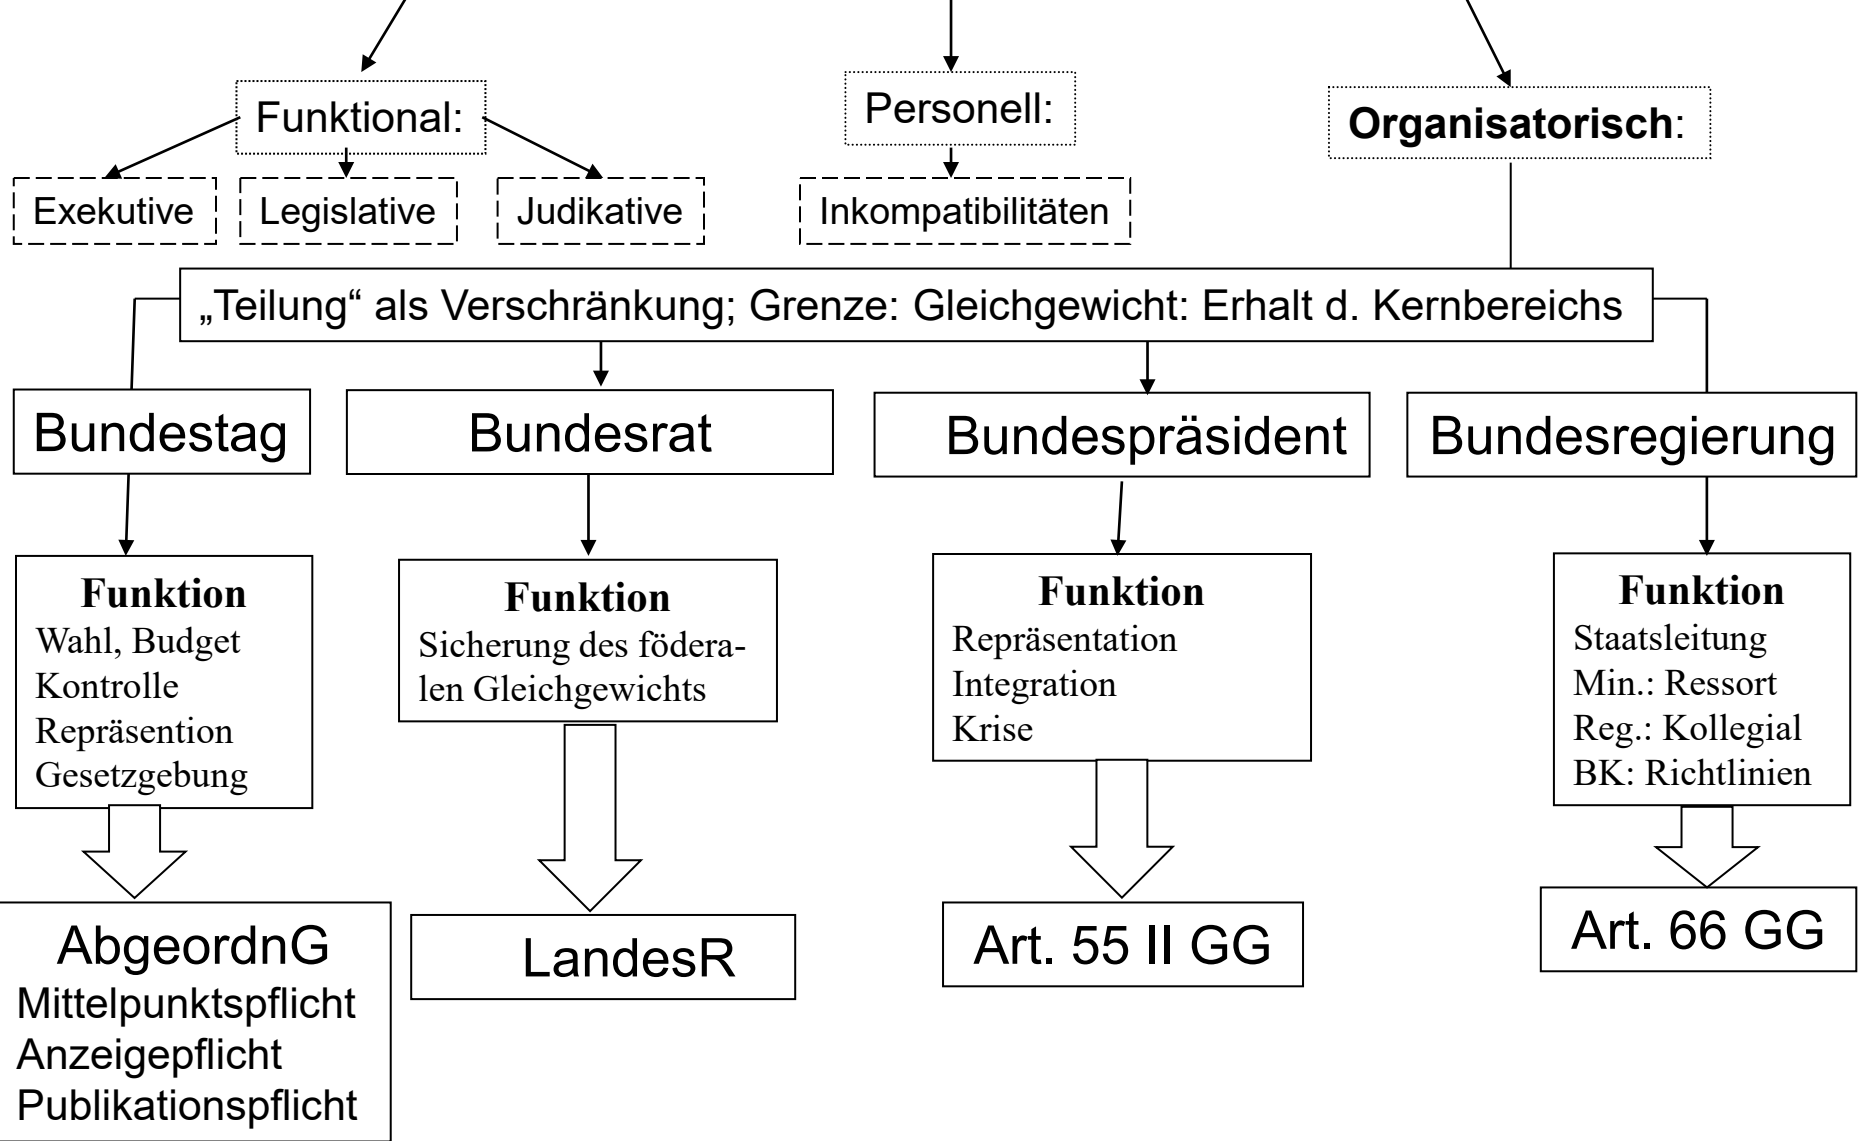 Funktional:
Personell:
Organisatorisch:
Exekutive
Legislative
Judikative
Inkompatibilitäten
„Teilung“ als Verschränkung; Grenze: Gleichgewicht: Erhalt d. Kernbereichs
Bundestag
Bundesrat
Bundespräsident
Bundesregierung
Funktion
Wahl, Budget
Kontrolle
Repräsention
Gesetzgebung
Funktion
Sicherung des födera-
len Gleichgewichts
Funktion
Repräsentation
Integration
Krise
Funktion
Staatsleitung
Min.: Ressort
Reg.: Kollegial
BK: Richtlinien
AbgeordnG
Mittelpunktspflicht
Anzeigepflicht
Publikationspflicht
LandesR
Art. 55 II GG
Art. 66 GG